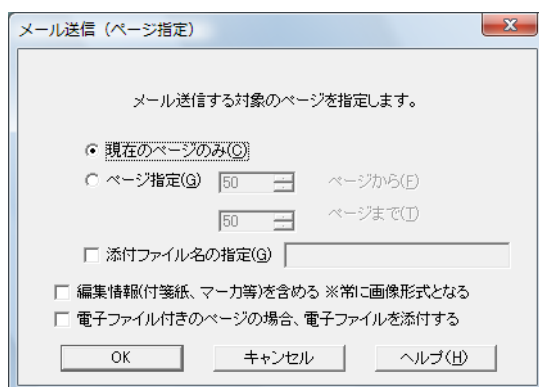 メール送信（ページ指定）
メール送信する対象のページを指定します。
現在のページのみ(C)
ページ指定(G) 50 ページから(F)
50 ページまで(T)
添付ファイル名の指定(G)
編集情報(付箋紙、マーカ等)を含める ※常に画像形式となる
電子ファイル付きのページの場合、電子ファイルを添付する
OK キャンセル ヘルプ(H)